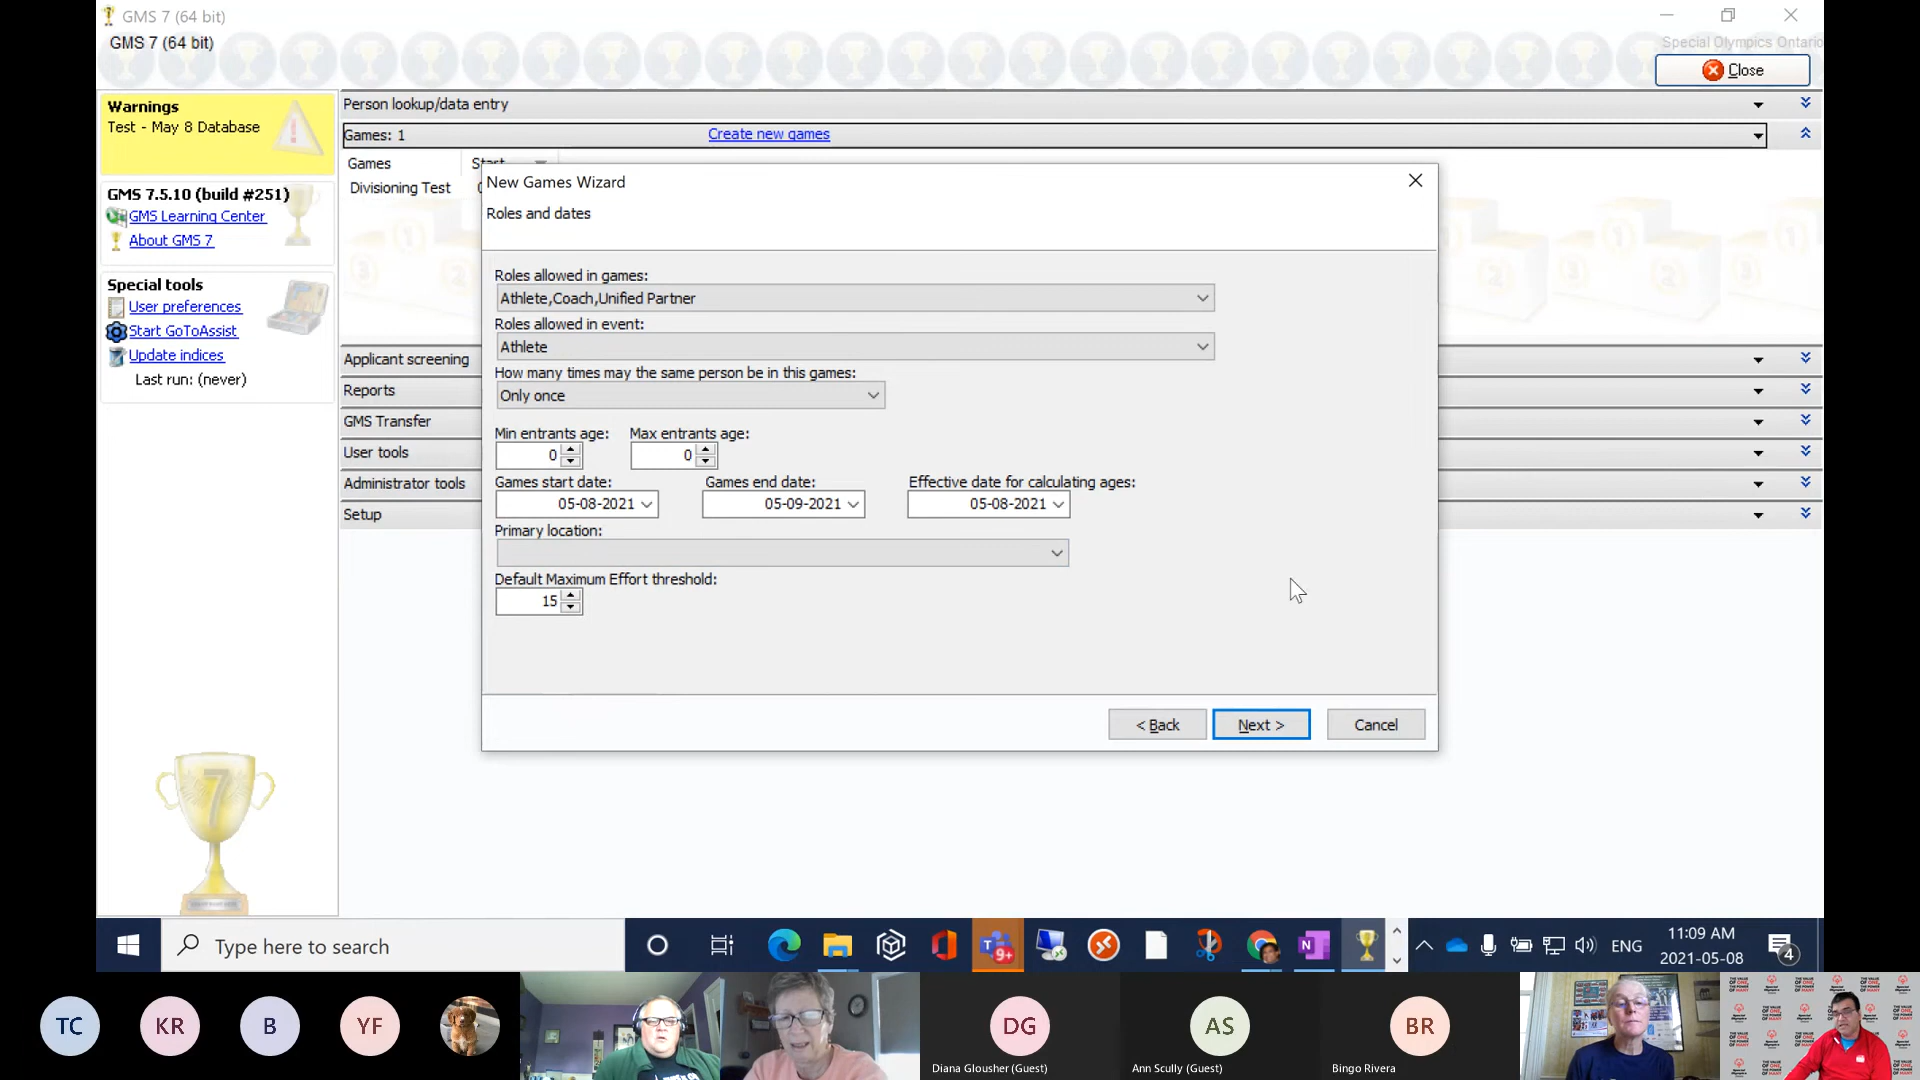 GMS 7 (64 bit)
GMS 7 (64 bit)
Special Olympics Ontario
Close
Warnings
Test - May 8 Database
GMS 7.5.10 (build #251)
GMS Learning Center
About GMS 7
Special tools
User preferences
Start GoToAssist
Update indices
Last run: (never)
Person lookup/data entry
Games: 1
Create new games
Games
Start
Divisioning Test
Applicant screening
Reports
GMS Transfer
User tools
Administrator tools
Setup
New Games Wizard
Roles and dates
Roles allowed in games:
Athlete,Coach,Unified Partner
Roles allowed in event:
Athlete
How many times may the same person be in this games:
Only once
Min entrants age:
Max entrants age:
0
0
Games start date:
Games end date:
Effective date for calculating ages:
05-08-2021
05-09-2021
05-08-2021
Primary location:
Default Maximum Effort threshold:
15
< Back
Next >
Cancel
7
Type here to search
9+
ENG
11:09 AM
2021-05-08
4
TC
KR
B
YF
DG
Diana Glousher (Guest)
AS
Ann Scully (Guest)
BR
Bingo Rivera